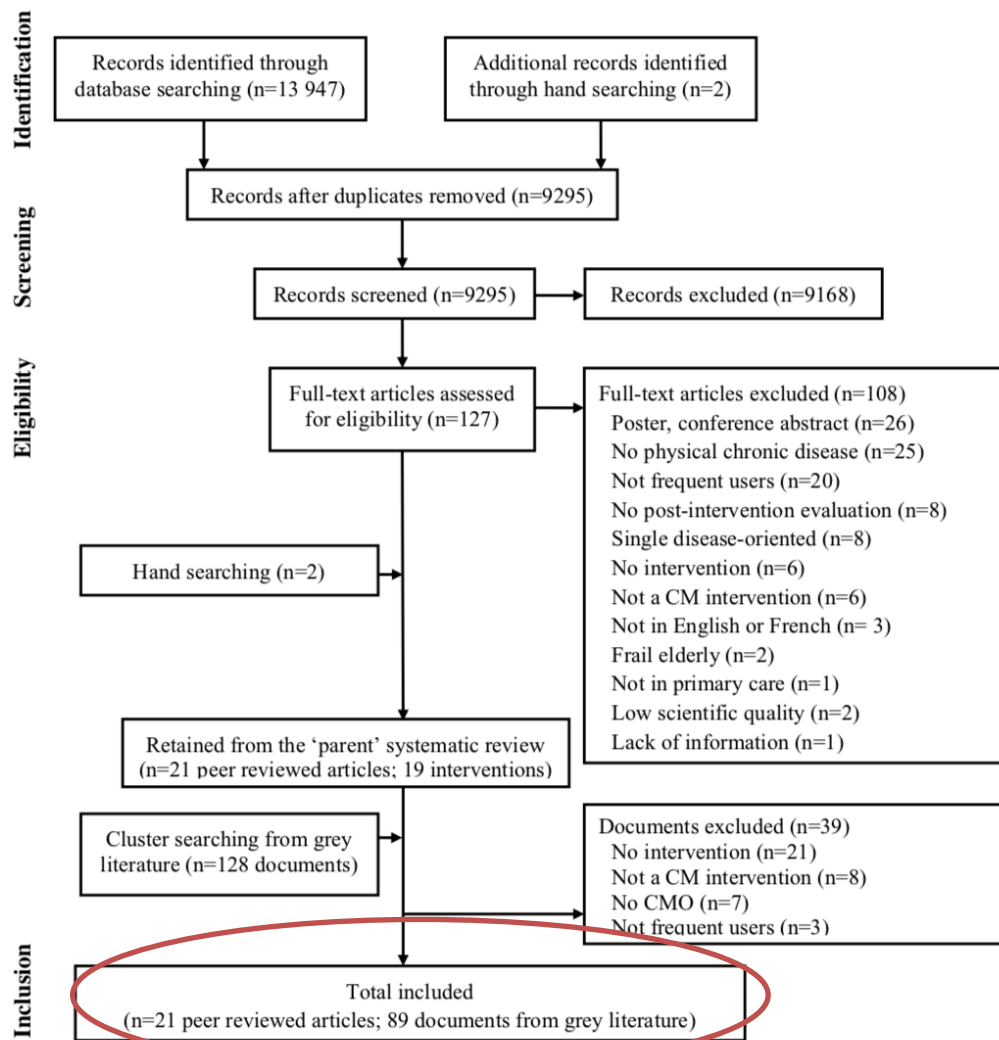 Identification
Records identified through
database searching (n=13 947)
Additional records identified
through hand searching (n=2)
Records after duplicates removed (n=9295)
Screening
Records screened (n=9295)
Records excluded (n=9168)
Eligibility
Full-text articles assessed
for eligibility (n=127)
Full-text articles excluded (n=108)
Poster, conference abstract (n=26)
No physical chronic disease (n=25)
Not frequent users (n=20)
No post-intervention evaluation (n=8)
Single disease-oriented (n=8)
No intervention (n=6)
Not a CM intervention (n=6)
Not in English or French (n= 3)
Frail elderly (n=2)
Not in primary care (n=1)
Low scientific quality (n=2)
Lack of information (n=1)
Hand searching (n=2)
Retained from the ‘parent’ systematic review
(n=21 peer reviewed articles; 19 interventions)
Cluster searching from grey
literature (n=128 documents)
Documents excluded (n=39)
No intervention (n=21)
Not a CM intervention (n=8)
No CMO (n=7)
Not frequent users (n=3)
Inclusion
Total included
(n=21 peer reviewed articles; 89 documents from grey literature)